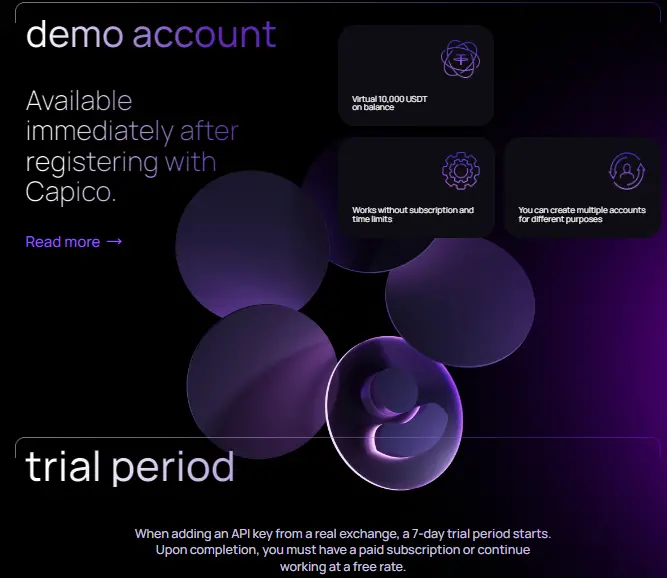 demo account
Available
immediately after
registering with
Capico.
Read more →
Virtual 10,000 USDT
on balance
Works without subscription and
time limits
You can create multiple accounts
for different purposes
trial period
When adding an API key from a real exchange, a 7-day trial period starts.
Upon completion, you must have a paid subscription or continue
working at a free rate.